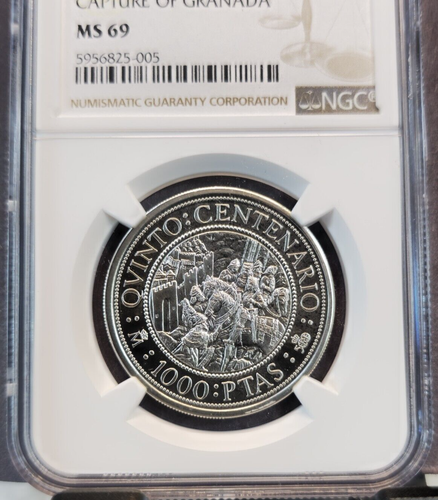 CAPTURE OF GRANADA
MS 69
5956825-005
NUMISMATIC GUARANTY CORPORATION
NGC
QVINTO: CENTENARIO
M
1000 PTAS